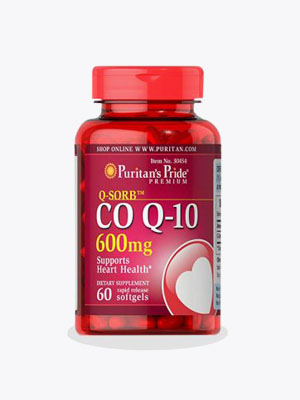 SHOP ONLINE WWW.PURITAN.COM
Item No. 30454
Puritan's Pride®
PREMIUM
Q-SORB™
CO Q-10
600mg
Supports
Heart Health*
DIETARY SUPPLEMENT
60 rapid release
softgels